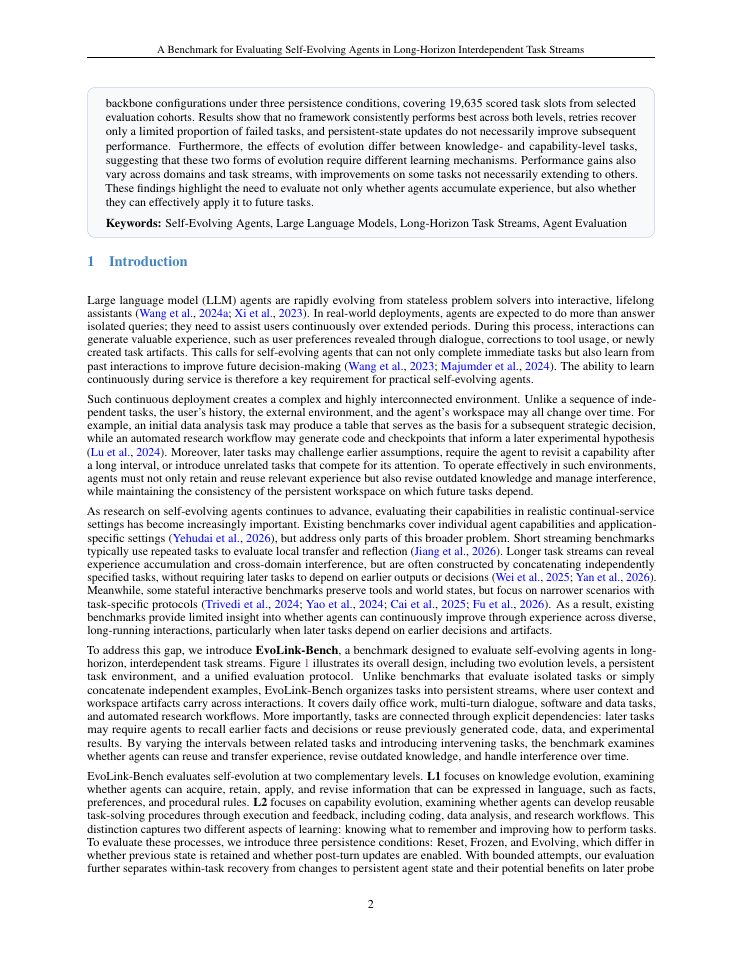 A Benchmark for Evaluating Self-Evolving Agents in Long-Horizon Interdependent Task Streams
backbone configurations under three persistence conditions, covering 19,635 scored task slots from selected
evaluation cohorts. Results show that no framework consistently performs best across both levels, retries recover
only a limited proportion of failed tasks, and persistent-state updates do not necessarily improve subsequent
performance. Furthermore, the effects of evolution differ between knowledge- and capability-level tasks,
suggesting that these two forms of evolution require different learning mechanisms. Performance gains also
vary across domains and task streams, with improvements on some tasks not necessarily extending to others.
These findings highlight the need to evaluate not only whether agents accumulate experience, but also whether
they can effectively apply it to future tasks.
Keywords: Self-Evolving Agents, Large Language Models, Long-Horizon Task Streams, Agent Evaluation
1 Introduction
Large language model (LLM) agents are rapidly evolving from stateless problem solvers into interactive, lifelong
assistants (Wang et al., 2024a; Xi et al., 2023). In real-world deployments, agents are expected to do more than answer
isolated queries; they need to assist users continuously over extended periods. During this process, interactions can
generate valuable experience, such as user preferences revealed through dialogue, corrections to tool usage, or newly
created task artifacts. This calls for self-evolving agents that can not only complete immediate tasks but also learn from
past interactions to improve future decision-making (Wang et al., 2023; Majumder et al., 2024). The ability to learn
continuously during service is therefore a key requirement for practical self-evolving agents.
Such continuous deployment creates a complex and highly interconnected environment. Unlike a sequence of inde-
pendent tasks, the user's history, the external environment, and the agent's workspace may all change over time. For
example, an initial data analysis task may produce a table that serves as the basis for a subsequent strategic decision,
while an automated research workflow may generate code and checkpoints that inform a later experimental hypothesis
(Lu et al., 2024). Moreover, later tasks may challenge earlier assumptions, require the agent to revisit a capability after
a long interval, or introduce unrelated tasks that compete for its attention. To operate effectively in such environments,
agents must not only retain and reuse relevant experience but also revise outdated knowledge and manage interference,
while maintaining the consistency of the persistent workspace on which future tasks depend.
As research on self-evolving agents continues to advance, evaluating their capabilities in realistic continual-service
settings has become increasingly important. Existing benchmarks cover individual agent capabilities and application-
specific settings (Yehudai et al., 2026), but address only parts of this broader problem. Short streaming benchmarks
typically use repeated tasks to evaluate local transfer and reflection (Jiang et al., 2026). Longer task streams can reveal
experience accumulation and cross-domain interference, but are often constructed by concatenating independently
specified tasks, without requiring later tasks to depend on earlier outputs or decisions (Wei et al., 2025; Yan et al., 2026).
Meanwhile, some stateful interactive benchmarks preserve tools and world states, but focus on narrower scenarios with
task-specific protocols (Trivedi et al., 2024; Yao et al., 2024; Cai et al., 2025; Fu et al., 2026). As a result, existing
benchmarks provide limited insight into whether agents can continuously improve through experience across diverse,
long-running interactions, particularly when later tasks depend on earlier decisions and artifacts.
To address this gap, we introduce EvoLink-Bench, a benchmark designed to evaluate self-evolving agents in long-
horizon, interdependent task streams. Figure 1 illustrates its overall design, including two evolution levels, a persistent
task environment, and a unified evaluation protocol. Unlike benchmarks that evaluate isolated tasks or simply
concatenate independent examples, EvoLink-Bench organizes tasks into persistent streams, where user context and
workspace artifacts carry across interactions. It covers daily office work, multi-turn dialogue, software and data tasks,
and automated research workflows. More importantly, tasks are connected through explicit dependencies: later tasks
may require agents to recall earlier facts and decisions or reuse previously generated code, data, and experimental
results. By varying the intervals between related tasks and introducing intervening tasks, the benchmark examines
whether agents can reuse and transfer experience, revise outdated knowledge, and handle interference over time.
EvoLink-Bench evaluates self-evolution at two complementary levels. L1 focuses on knowledge evolution, examining
whether agents can acquire, retain, apply, and revise information that can be expressed in language, such as facts,
preferences, and procedural rules. L2 focuses on capability evolution, examining whether agents can develop reusable
task-solving procedures through execution and feedback, including coding, data analysis, and research workflows. This
distinction captures two different aspects of learning: knowing what to remember and improving how to perform tasks.
To evaluate these processes, we introduce three persistence conditions: Reset, Frozen, and Evolving, which differ in
whether previous state is retained and whether post-turn updates are enabled. With bounded attempts, our evaluation
further separates within-task recovery from changes to persistent agent state and their potential benefits on later probe
2